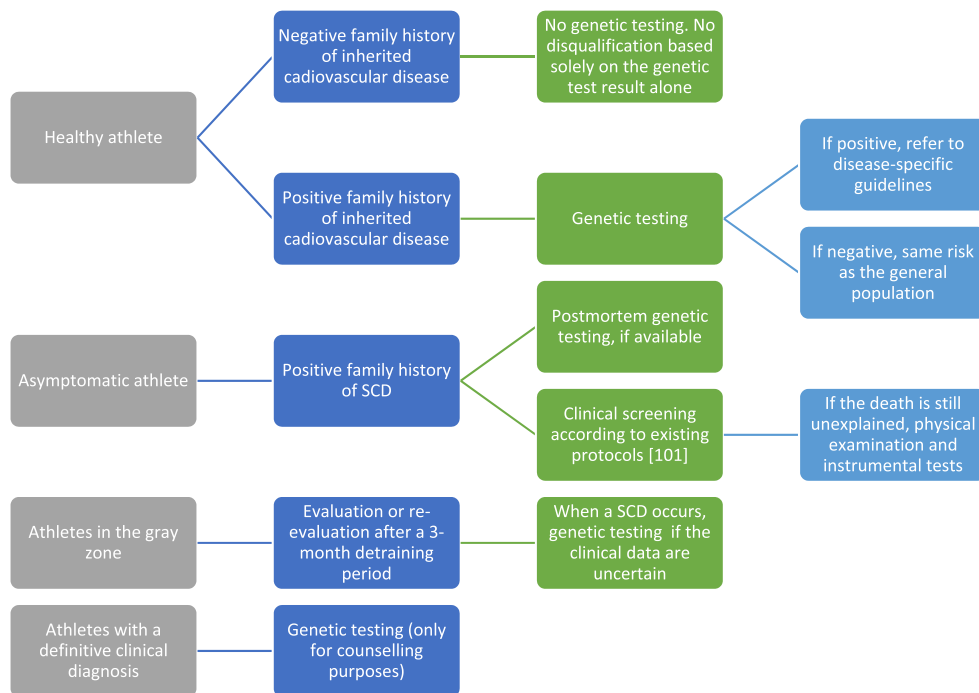 Healthy athlete
Negative family history
of inherited
cadiovascular disease
No genetic testing. No
disqualification based
solely on the genetic
test result alone
Positive family history
of inherited
cadiovascular disease
Genetic testing
If positive, refer to
disease-specific
guidelines
If negative, same risk
as the general
population
Asymptomatic athlete
Positive family history
of SCD
Postmortem genetic
testing, if available
Clinical screening
according to existing
protocols [101]
If the death is still
unexplained, physical
examination and
instrumental tests
Athletes in the gray
zone
Evaluation or re-
evaluation after a 3-
month detraining
period
When a SCD occurs,
genetic testing  if the
clinical data are
uncertain
Athletes with a
definitive clinical
diagnosis
Genetic testing (only
for counselling
purposes)